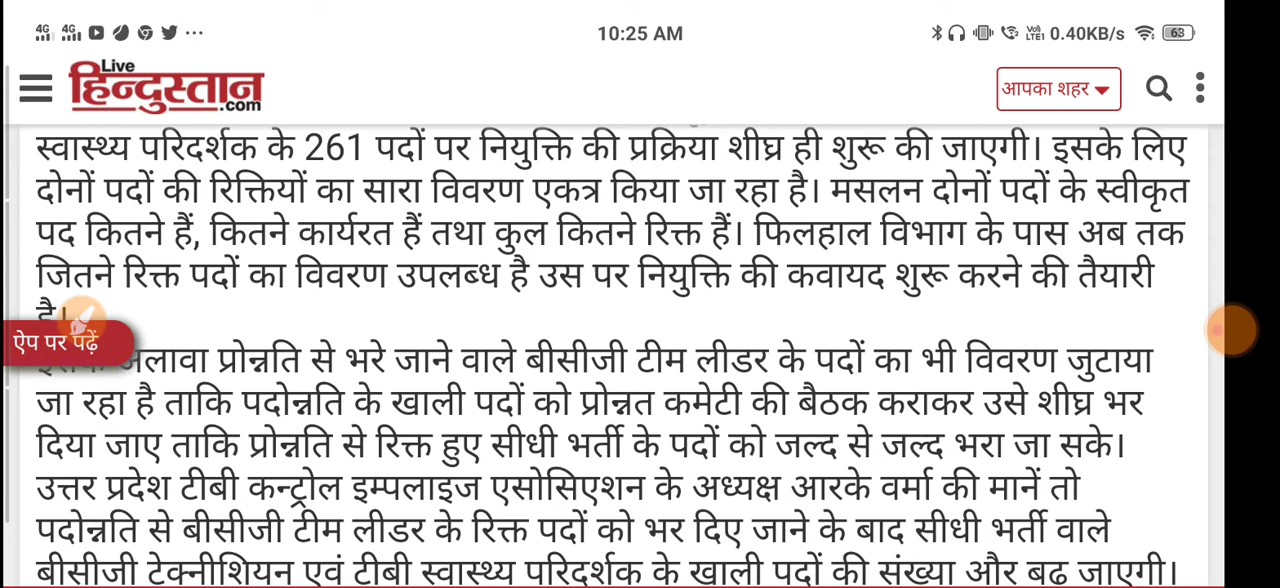 4G 4G ... 10:25 AM Vo) LTE1 0.40KB/s 63
Live
हिन्दुस्तान
.com
आपका शहर
स्वास्थ्य परिदर्शक के 261 पदों पर नियुक्ति की प्रक्रिया शीघ्र ही शुरू की जाएगी। इसके लिए
दोनों पदों की रिक्तियों का सारा विवरण एकत्र किया जा रहा है। मसलन दोनों पदों के स्वीकृत
पद कितने हैं, कितने कार्यरत हैं तथा कुल कितने रिक्त हैं। फिलहाल विभाग के पास अब तक
जितने रिक्त पदों का विवरण उपलब्ध है उस पर नियुक्ति की कवायद शुरू करने की तैयारी
है।
ऐप पर पढ़ें
अलावा प्रोन्नति से भरे जाने वाले बीसीजी टीम लीडर के पदों का भी विवरण जुटाया
जा रहा है ताकि पदोन्नति के खाली पदों को प्रोन्नत कमेटी की बैठक कराकर उसे शीघ्र भर
दिया जाए ताकि प्रोन्नति से रिक्त हुए सीधी भर्ती के पदों को जल्द से जल्द भरा जा सके।
उत्तर प्रदेश टीबी कन्ट्रोल इम्पलाइज एसोसिएशन के अध्यक्ष आरके वर्मा की मानें तो
पदोन्नति से बीसीजी टीम लीडर के रिक्त पदों को भर दिए जाने के बाद सीधी भर्ती वाले
बीसीजी टेक्नीशियन एवं टीबी स्वास्थ्य परिदर्शक के खाली पदों की संख्या और बढ़ जाएगी।